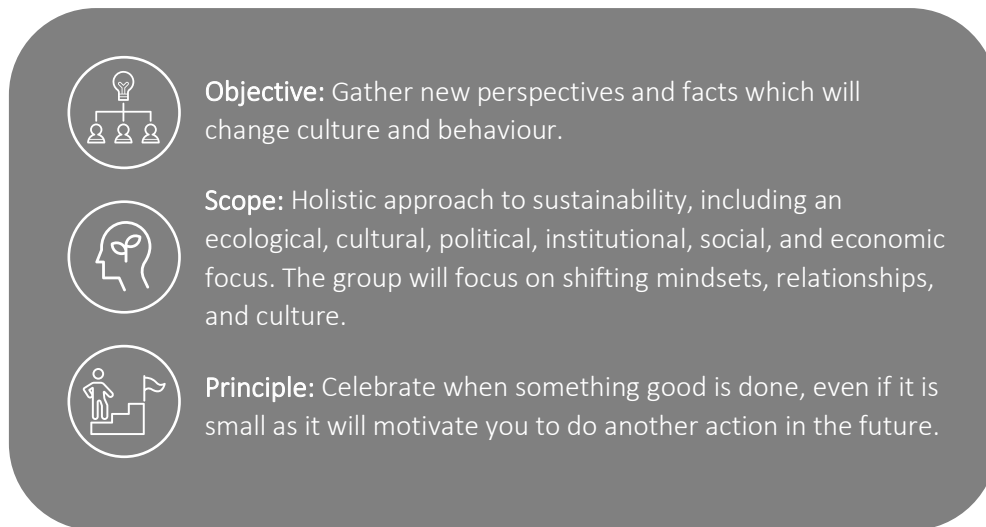 Objective: Gather new perspectives and facts which will
change culture and behaviour.
Scope: Holistic approach to sustainability, including an
ecological, cultural, political, institutional, social, and economic
focus. The group will focus on shifting mindsets, relationships,
and culture.
Principle: Celebrate when something good is done, even if it is
small as it will motivate you to do another action in the future.